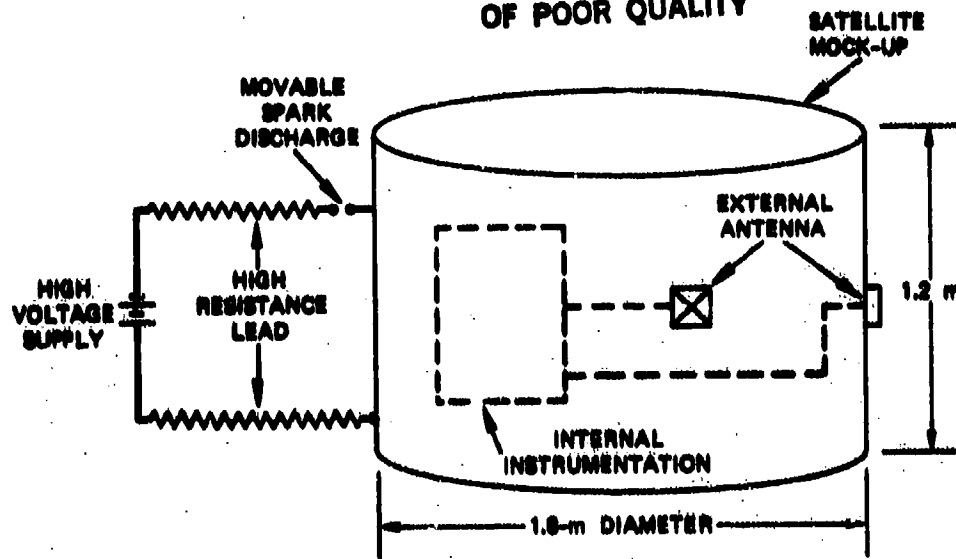 OF POOR QUALITY
SATELLITE
MOCK-UP
MOVABLE
SPARK
DISCHARGE
EXTERNAL
ANTENNA
HIGH
VOLTAGE
SUPPLY
HIGH
RESISTANCE
LEAD
1.2 m
INTERNAL
INSTRUMENTATION
1.8-m DIAMETER